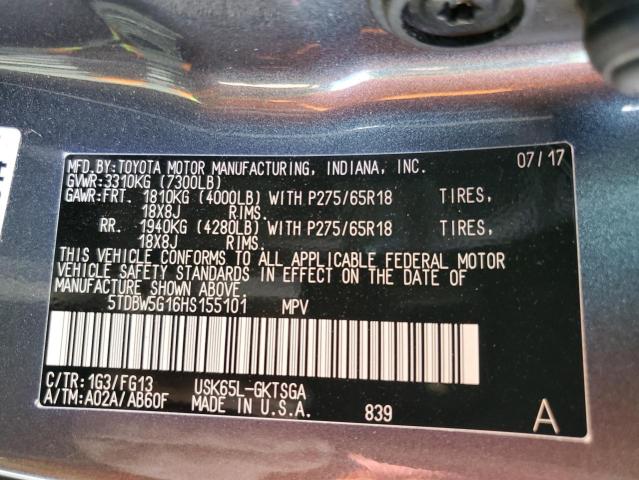 MFD.BY:TOYOTA MOTOR MANUFACTURING, INDIANA, INC. 07/17
GVWR:3310KG (7300LB)
GAWR:FRT. 1810KG (4000LB) WITH P275/65R18 TIRES,
18X8J RIMS.
RR. 1940KG (4280LB) WITH P275/65R18 TIRES,
18X8J RIMS.
THIS VEHICLE CONFORMS TO ALL APPLICABLE FEDERAL MOTOR
VEHICLE SAFETY STANDARDS IN EFFECT ON THE DATE OF
MANUFACTURE SHOWN ABOVE.
5TDBW5G16HS155101 MPV
C/TR:1G3/FG13 USK65L-GKTSGA
A/TM:A02A/AB60F MADE IN U.S.A. 839 A